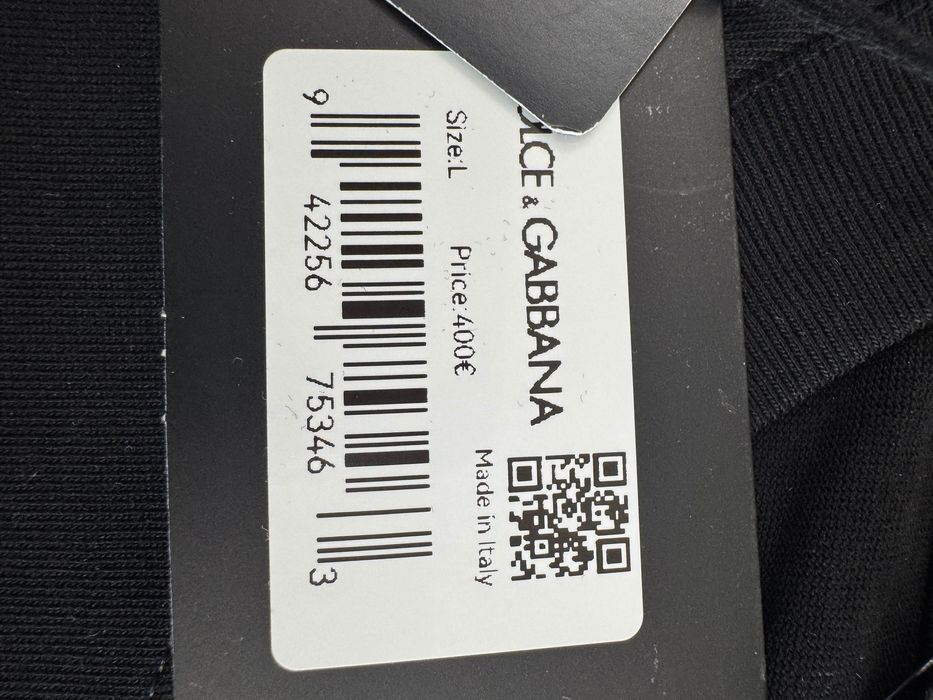 LCE & GABBANA
Made in Italy
Size:L Price:400€
9 42256 75346 3